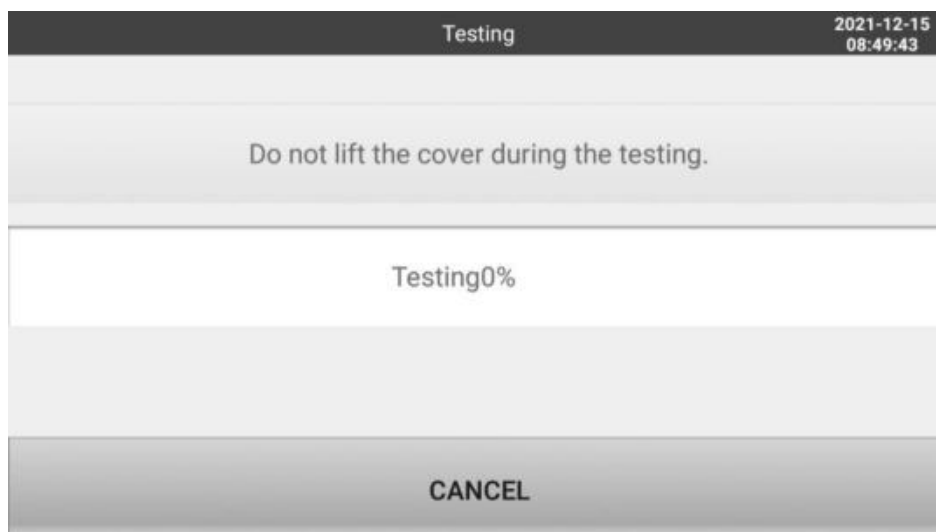 Testing
2021-12-15
08:49:43
Do not lift the cover during the testing.
Testing0%
CANCEL